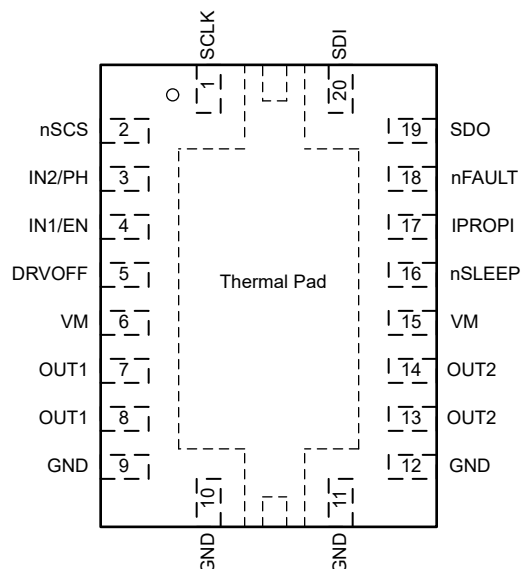 SCLK
SDI
1
20
nSCS 2
19 SDO
IN2/PH 3
18 nFAULT
IN1/EN 4
17 IPROPI
DRVOFF 5
16 nSLEEP
Thermal Pad
VM 6
15 VM
OUT1 7
14 OUT2
OUT1 8
13 OUT2
GND 9
12 GND
10
11
GND
GND